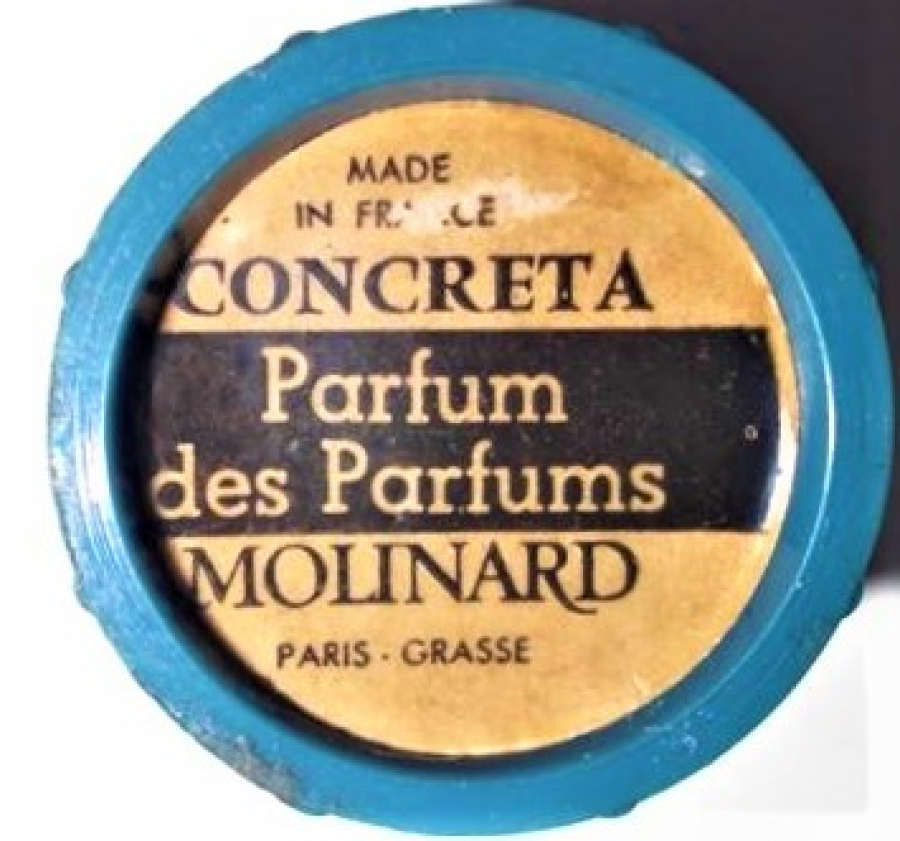 MADE
IN FRANCE
CONCRETA
Parfum
des Parfums
MOLINARD
PARIS - GRASSE